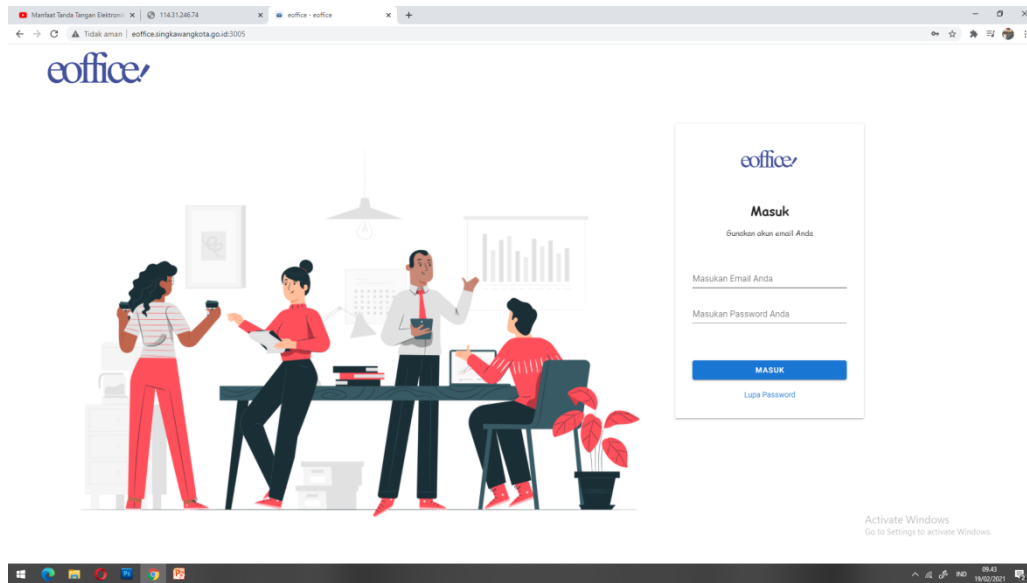 Manfaat Tanda Tangan Elektroni
114.31.246.74
eoffice - eoffice
Tidak aman
eoffice.singkawangkota.go.id:3005
eoffice!
eoffice!
Masuk
Gunakan akun email Anda
Masukan Email Anda
Masukan Password Anda
MASUK
Lupa Password
Activate Windows
Go to Settings to activate Windows.
IND
09.43
19/02/2021